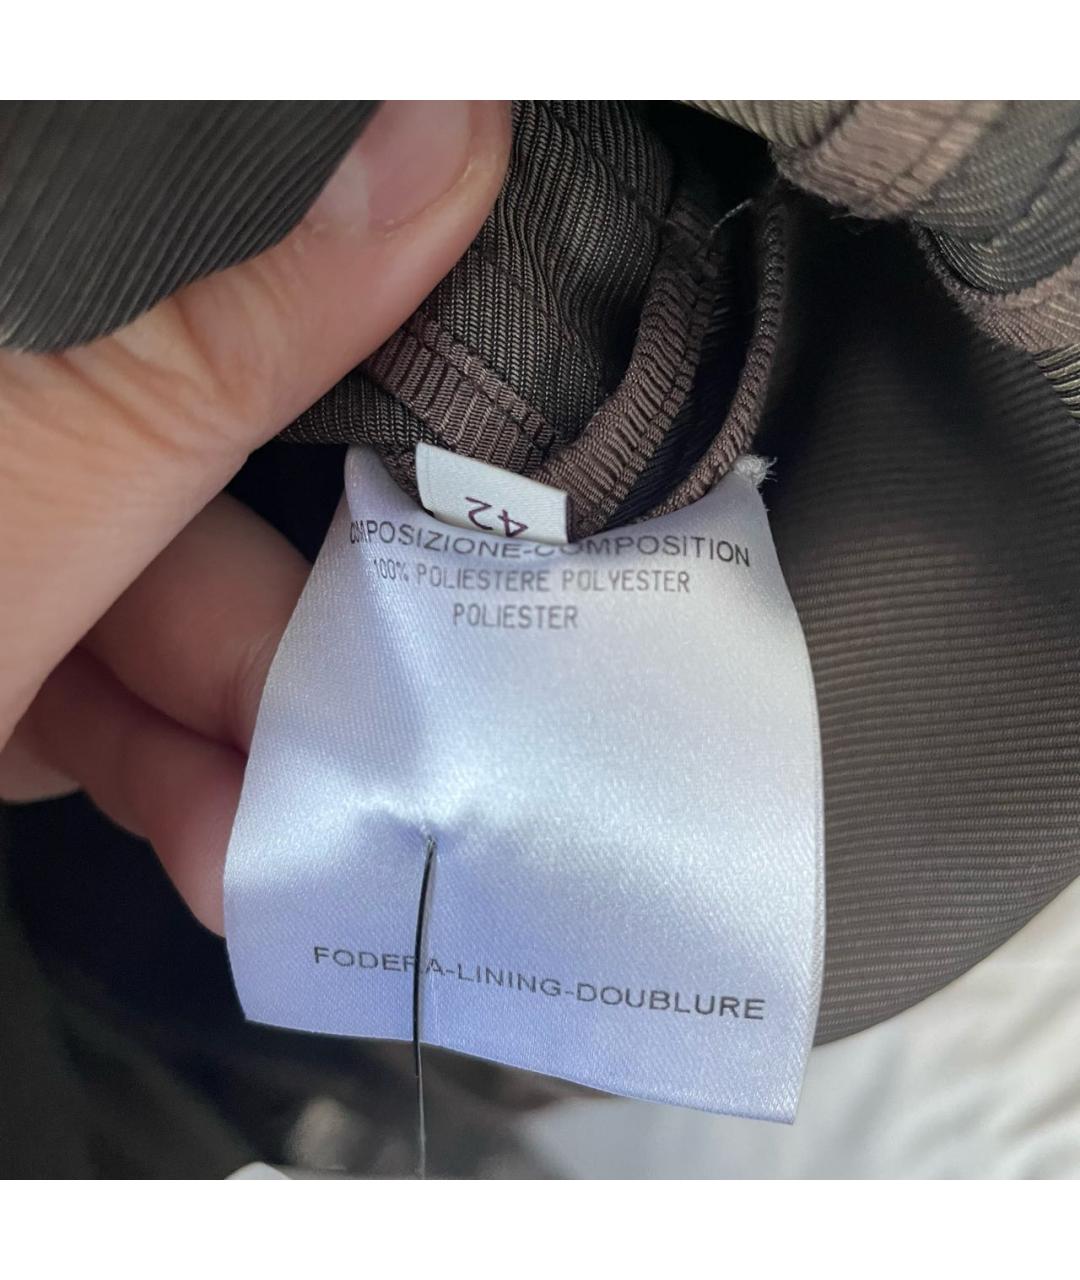 42
COMPOSIZIONE-COMPOSITION
100% POLIESTERE POLYESTER
POLIESTER
FODERA-LINING-DOUBLURE